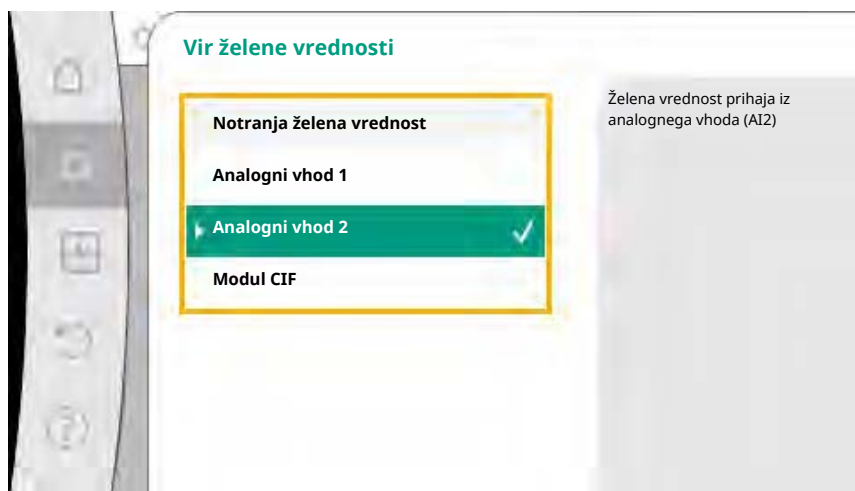 Vir želene vrednosti
Notranja želena vrednost
Analogni vhod 1
Analogni vhod 2
Modul CIF
Želena vrednost prihaja iz
analognega vhoda (AI2)